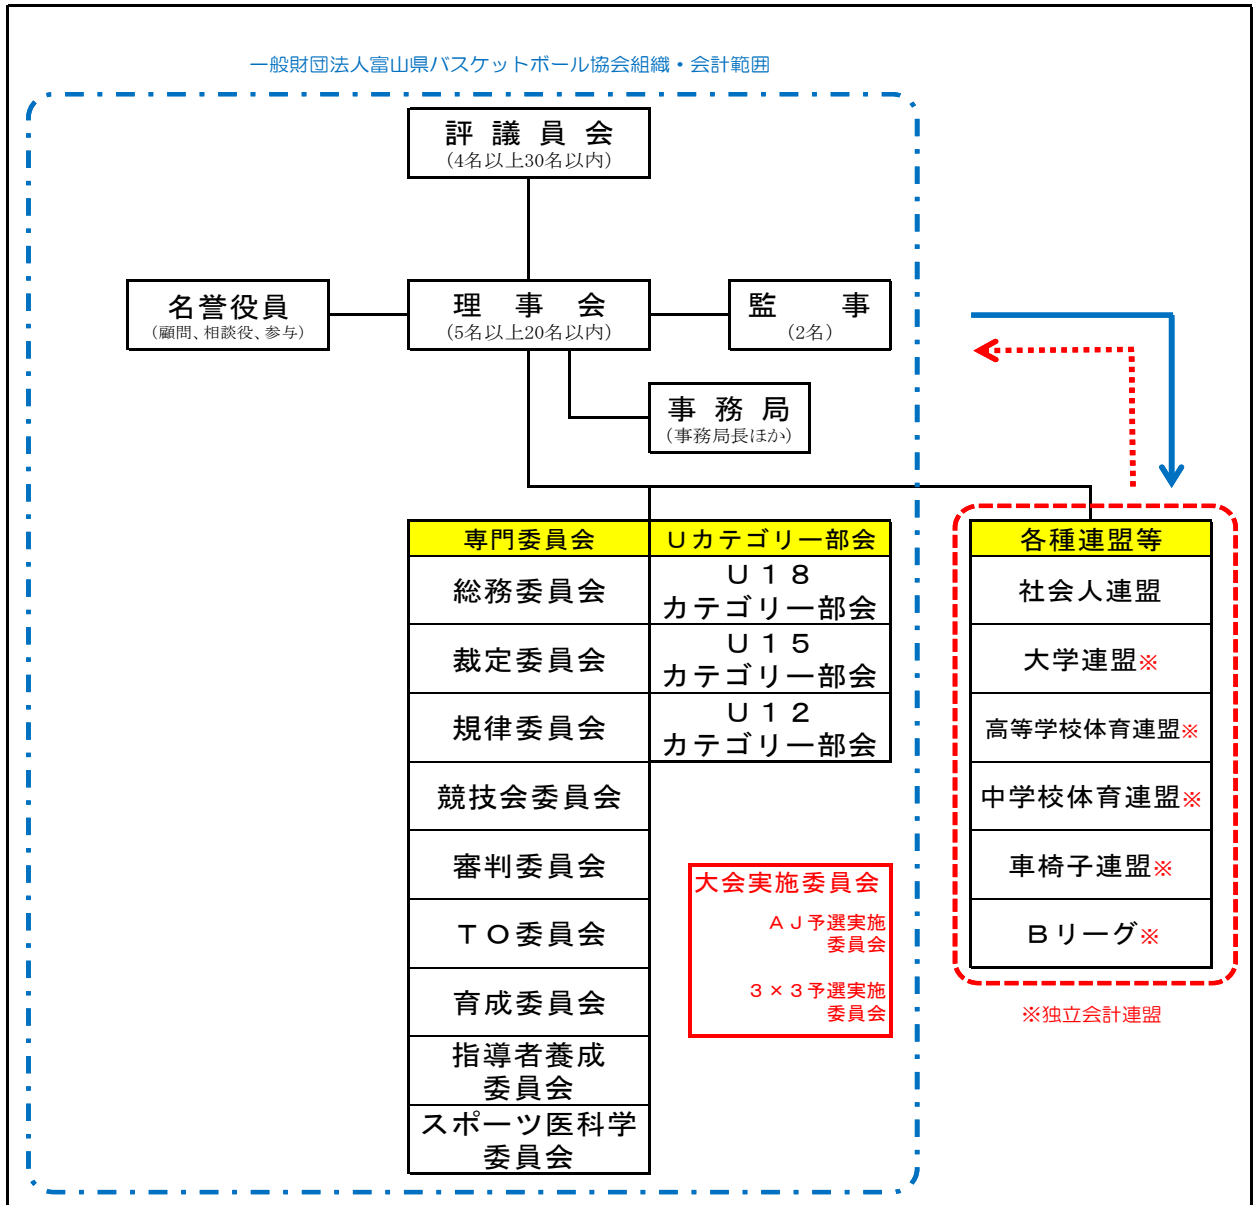 一般財団法人富山県バスケットボール協会組織・会計範囲
評議員会
（4名以上30名以内）
名誉役員
（顧問、相談役、参与）
理事会
（5名以上20名以内）
監事
（2名）
事務局
（事務局長ほか）
専門委員会
総務委員会
裁定委員会
規律委員会
競技会委員会
審判委員会
ＴＯ委員会
育成委員会
指導者養成
委員会
スポーツ医科学
委員会
Ｕカテゴリー部会
Ｕ１８
カテゴリー部会
Ｕ１５
カテゴリー部会
Ｕ１２
カテゴリー部会
大会実施委員会
ＡＪ予選実施
委員会
３×３予選実施
委員会
各種連盟等
社会人連盟
大学連盟※
高等学校体育連盟※
中学校体育連盟※
車椅子連盟※
Ｂリーグ※
※独立会計連盟